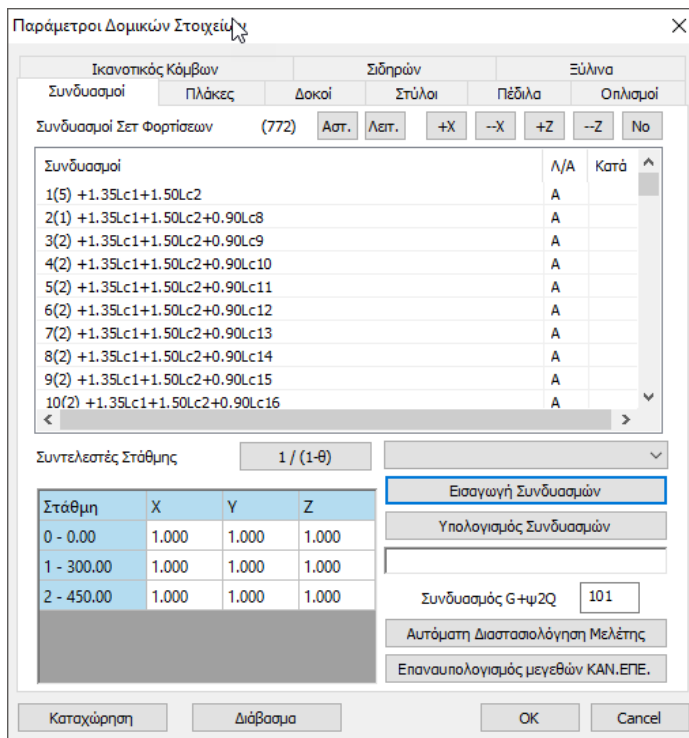 Παράμετροι Δομικών Στοιχείων
Ικανοτικός Κόμβων Σιδηρών Ξύλινα
Συνδυασμοί Πλάκες Δοκοί Στύλοι Πέδιλα Οπλισμοί
Συνδυασμοί Σετ Φορτίσεων (772) Αστ. Λειτ. +X --X +Z --Z No
Συνδυασμοί Λ/Α Κατά
1(5) +1.35Lc1+1.50Lc2 Α
2(1) +1.35Lc1+1.50Lc2+0.90Lc8 Α
3(2) +1.35Lc1+1.50Lc2+0.90Lc9 Α
4(2) +1.35Lc1+1.50Lc2+0.90Lc10 Α
5(2) +1.35Lc1+1.50Lc2+0.90Lc11 Α
6(2) +1.35Lc1+1.50Lc2+0.90Lc12 Α
7(2) +1.35Lc1+1.50Lc2+0.90Lc13 Α
8(2) +1.35Lc1+1.50Lc2+0.90Lc14 Α
9(2) +1.35Lc1+1.50Lc2+0.90Lc15 Α
10(2) +1.35Lc1+1.50Lc2+0.90Lc16 Α
Συντελεστές Στάθμης 1 / (1-θ)
Εισαγωγή Συνδυασμών
Υπολογισμός Συνδυασμών
Στάθμη X Y Z
0 - 0.00 1.000 1.000 1.000
1 - 300.00 1.000 1.000 1.000
2 - 450.00 1.000 1.000 1.000
Συνδυασμός G+ψ2Q 101
Αυτόματη Διαστασιολόγηση Μελέτης
Επαναυπολογισμός μεγεθών ΚΑΝ.ΕΠΕ.
Καταχώρηση Διάβασμα OK Cancel